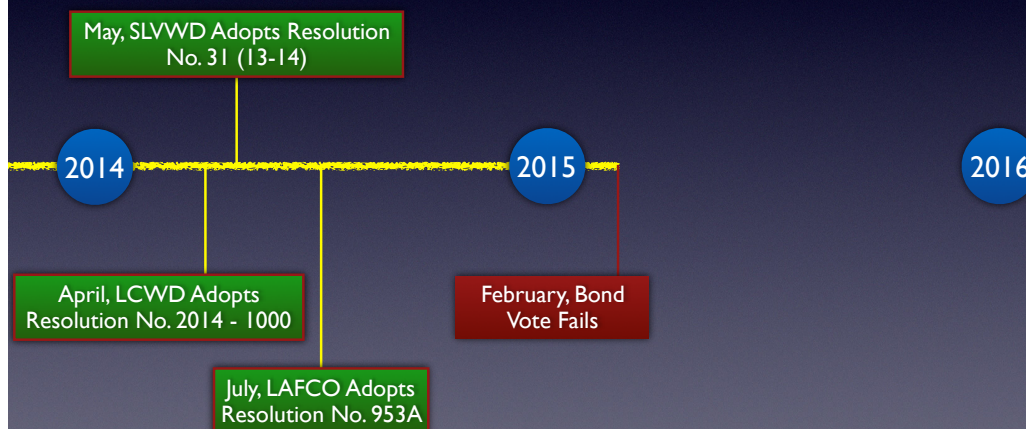 May, SLVWD Adopts Resolution
No. 31 (13-14)
2014
2015
2016
April, LCWD Adopts
Resolution No. 2014 - 1000
February, Bond
Vote Fails
July, LAFCO Adopts
Resolution No. 953A